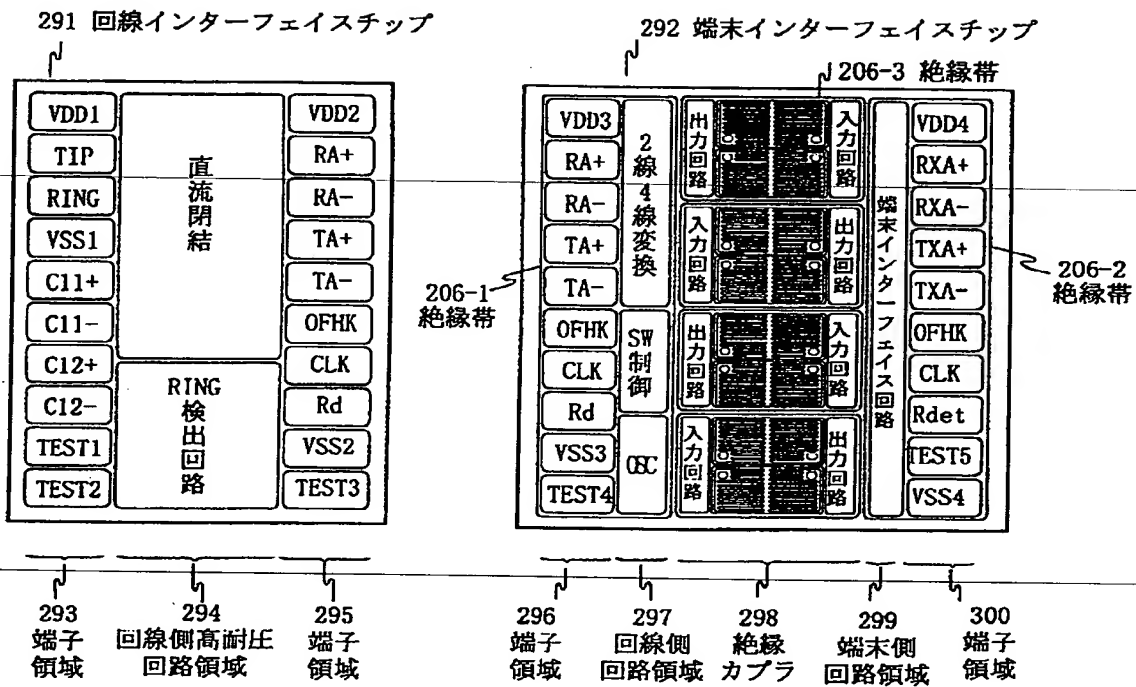 291 回線インターフェイスチップ
VDD1
TIP
RING
VSS1
C11+
C11-
C12+
C12-
TEST1
TEST2
直流閉結
RING
検出回路
VDD2
RA+
RA-
TA+
TA-
OFHK
CLK
Rd
VSS2
TEST3
293
端子
領域
294
回線側高耐圧
回路領域
295
端子
領域
292 端末インターフェイスチップ
206-3 絶縁帯
206-1
絶縁帯
VDD3
RA+
RA-
TA+
TA-
OFHK
CLK
Rd
VSS3
TEST4
2線4線変換
SW
制御
OSC
出力回路
入力回路
入力回路
出力回路
出力回路
入力回路
入力回路
出力回路
端末インターフェイス回路
VDD4
RXA+
RXA-
TXA+
TXA-
OFHK
CLK
Rdet
TEST5
VSS4
206-2
絶縁帯
296
端子
領域
297
回線側
回路領域
298
絶縁
カプラ
299
端末側
回路領域
300
端子
領域